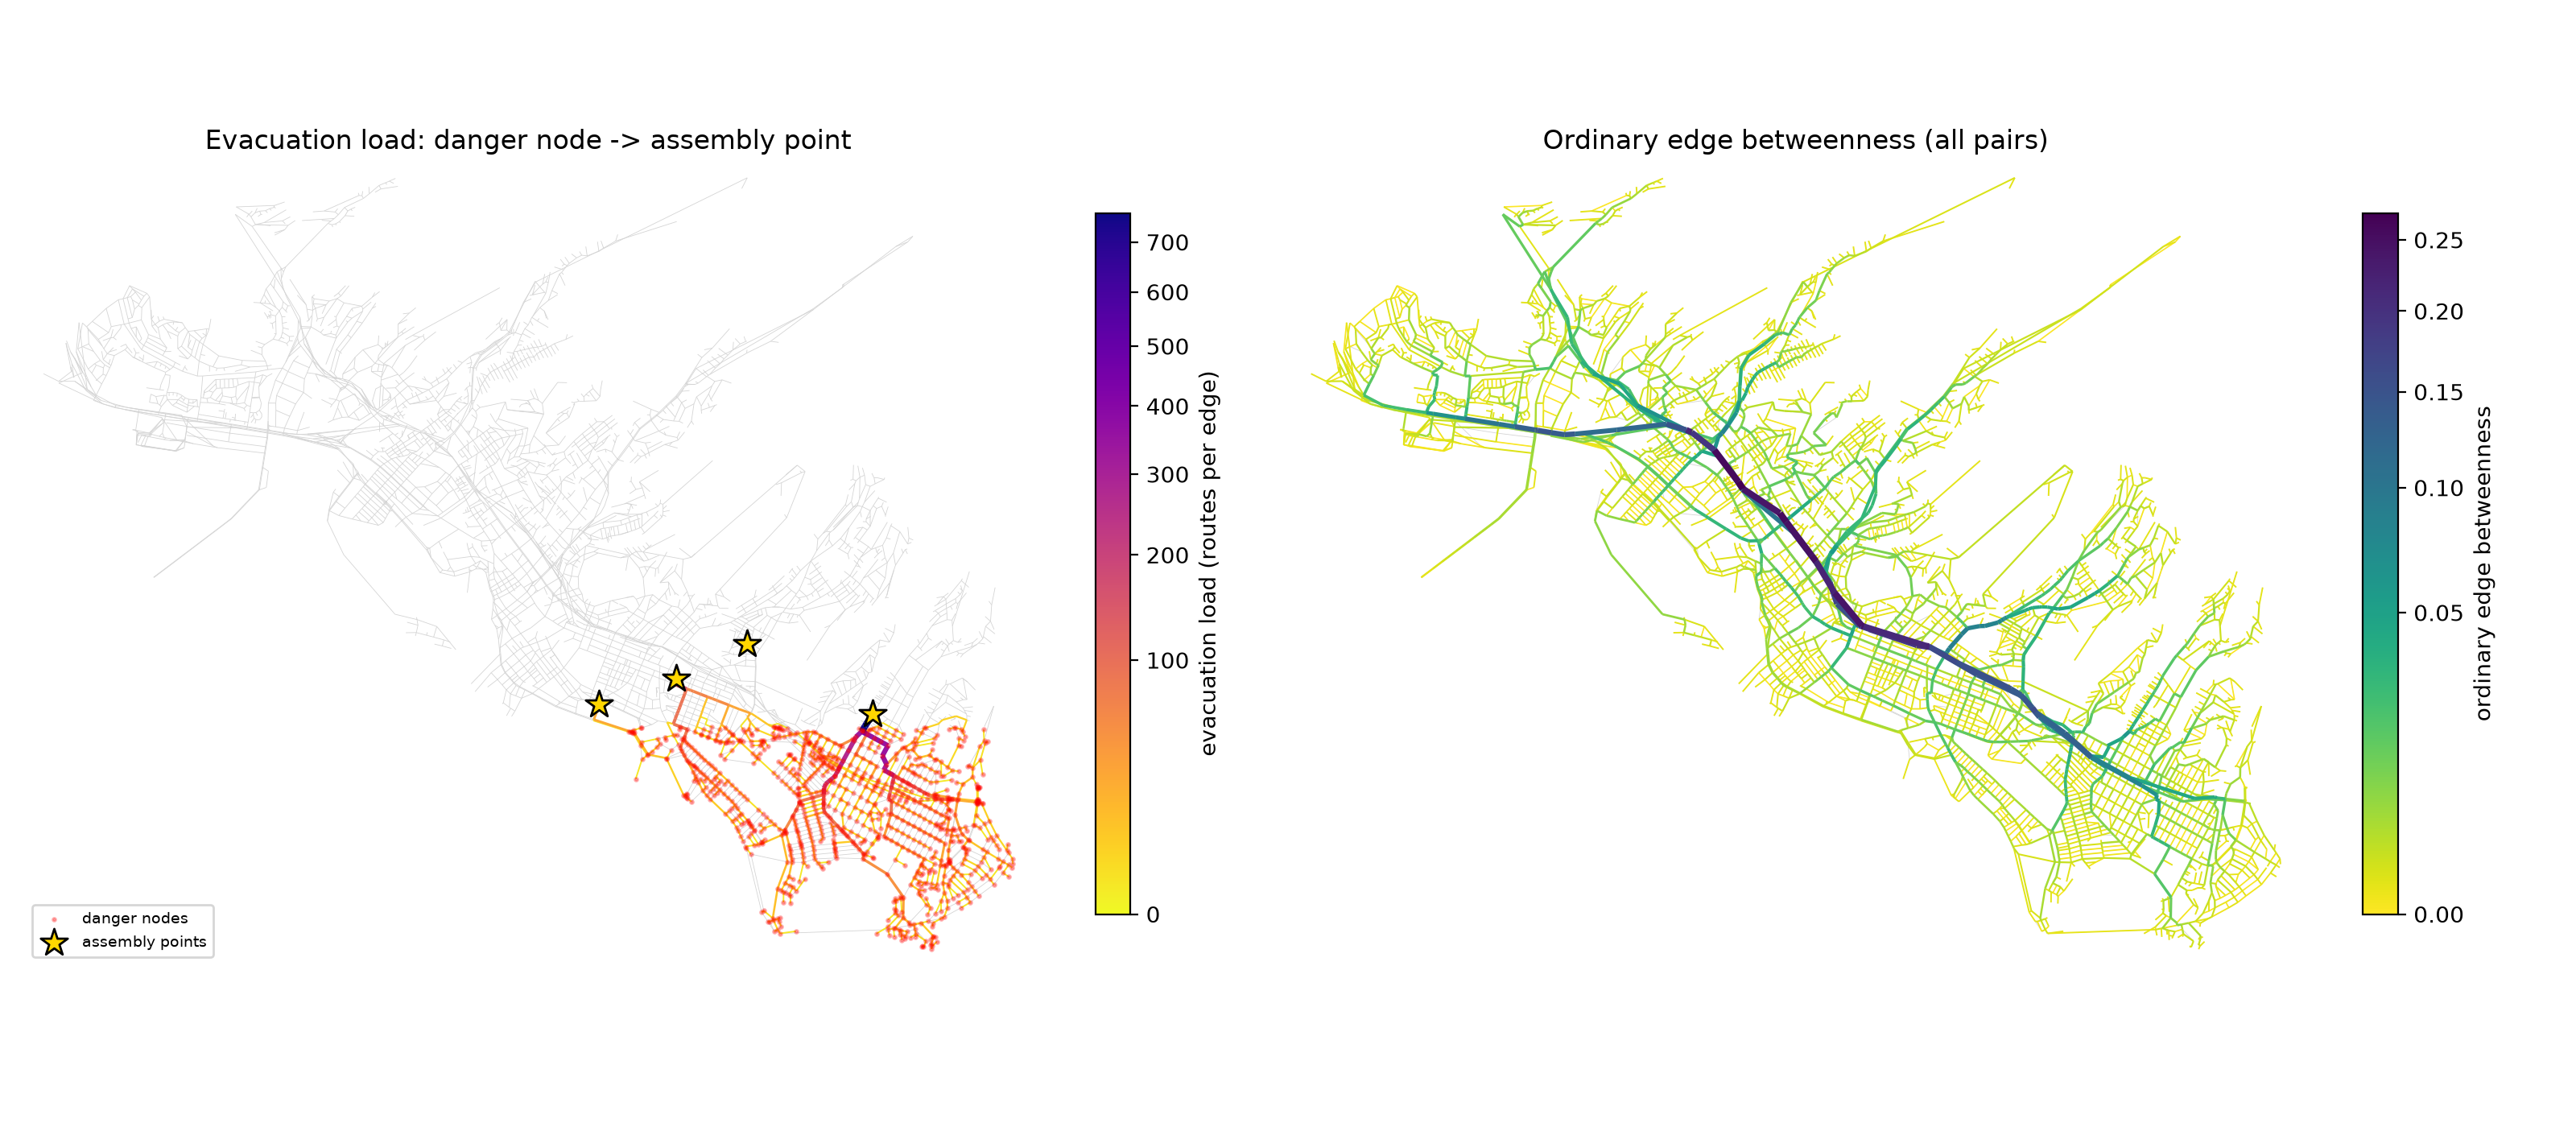 Evacuation load: danger node -> assembly point
700
600
500
400
300
200
100
0
evacuation load (routes per edge)
danger nodes
assembly points
Ordinary edge betweenness (all pairs)
0.25
0.20
0.15
0.10
0.05
0.00
ordinary edge betweenness